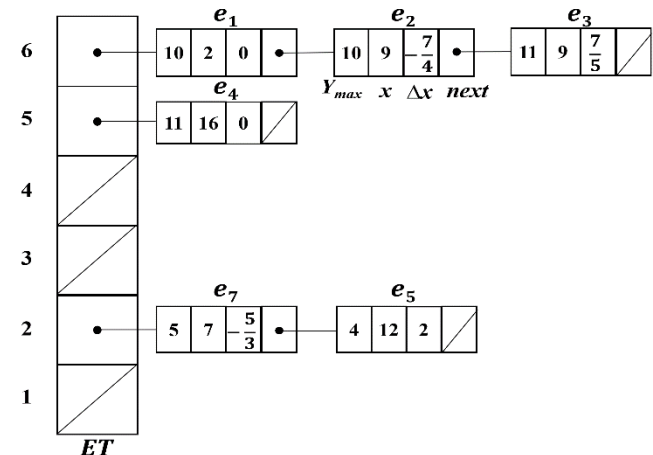 e₁ e₂ e₃
6 10 2 0 10 9 -7/4 11 9 7/5
e₄ Yₘₐₓ x Δx next
5 11 16 0
4
3
e₇ e₅
2 5 7 -5/3 4 12 2
1
ET